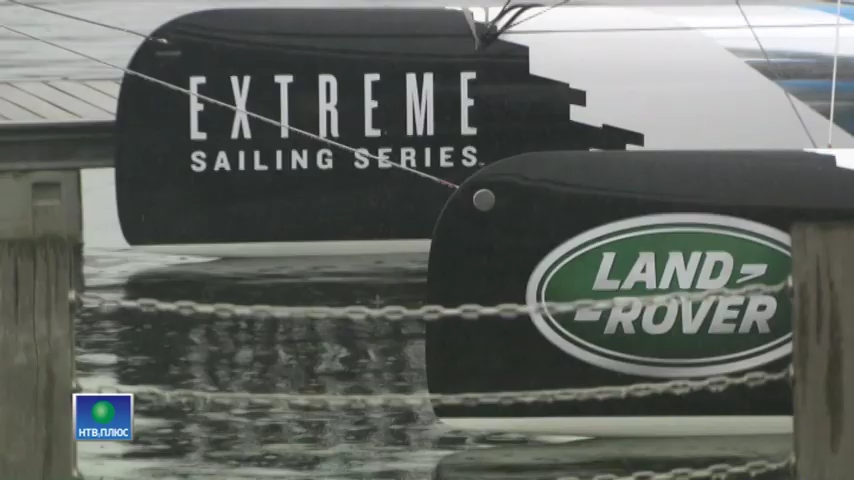 EXTREME
SAILING SERIES
LAND
ROVER
НТВ.ПЛЮС